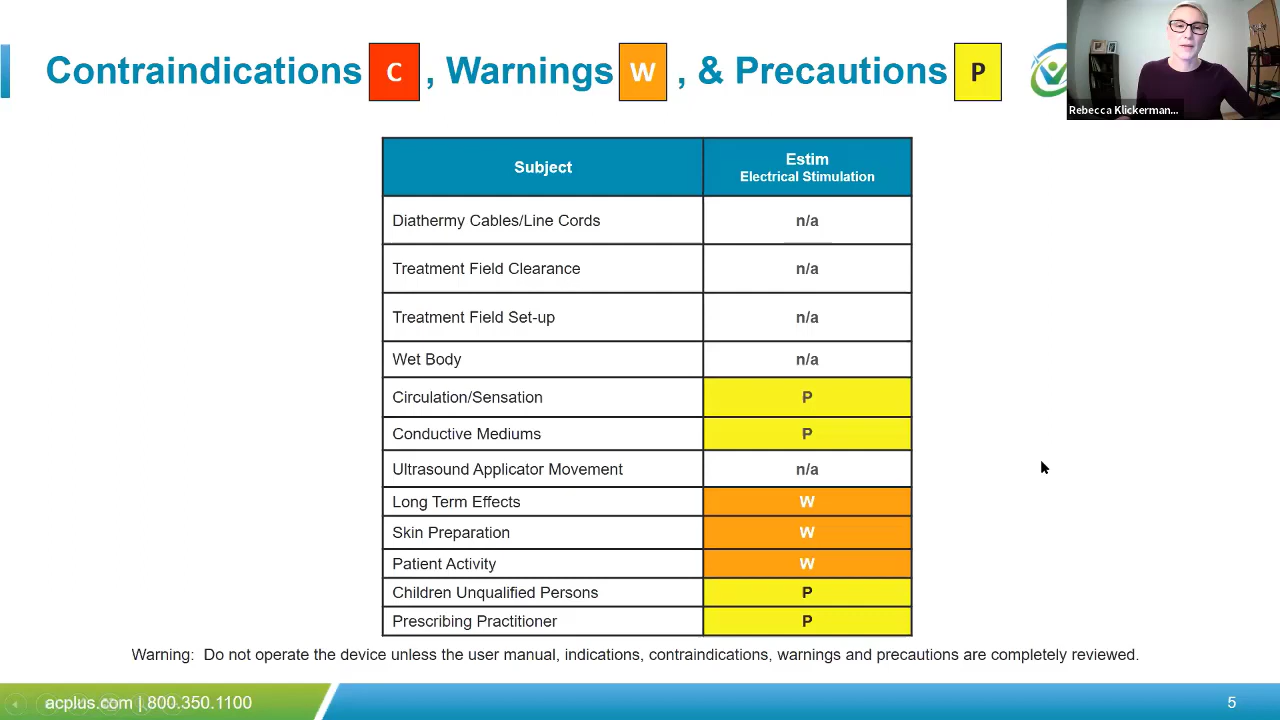 Contraindications C , Warnings W , & Precautions P
Rebecca Klickerman...
Subject Estim
Electrical Stimulation
Diathermy Cables/Line Cords n/a
Treatment Field Clearance n/a
Treatment Field Set-up n/a
Wet Body n/a
Circulation/Sensation P
Conductive Mediums P
Ultrasound Applicator Movement n/a
Long Term Effects W
Skin Preparation W
Patient Activity W
Children Unqualified Persons P
Prescribing Practitioner P
Warning: Do not operate the device unless the user manual, indications, contraindications, warnings and precautions are completely reviewed.
acplus.com | 800.350.1100 5